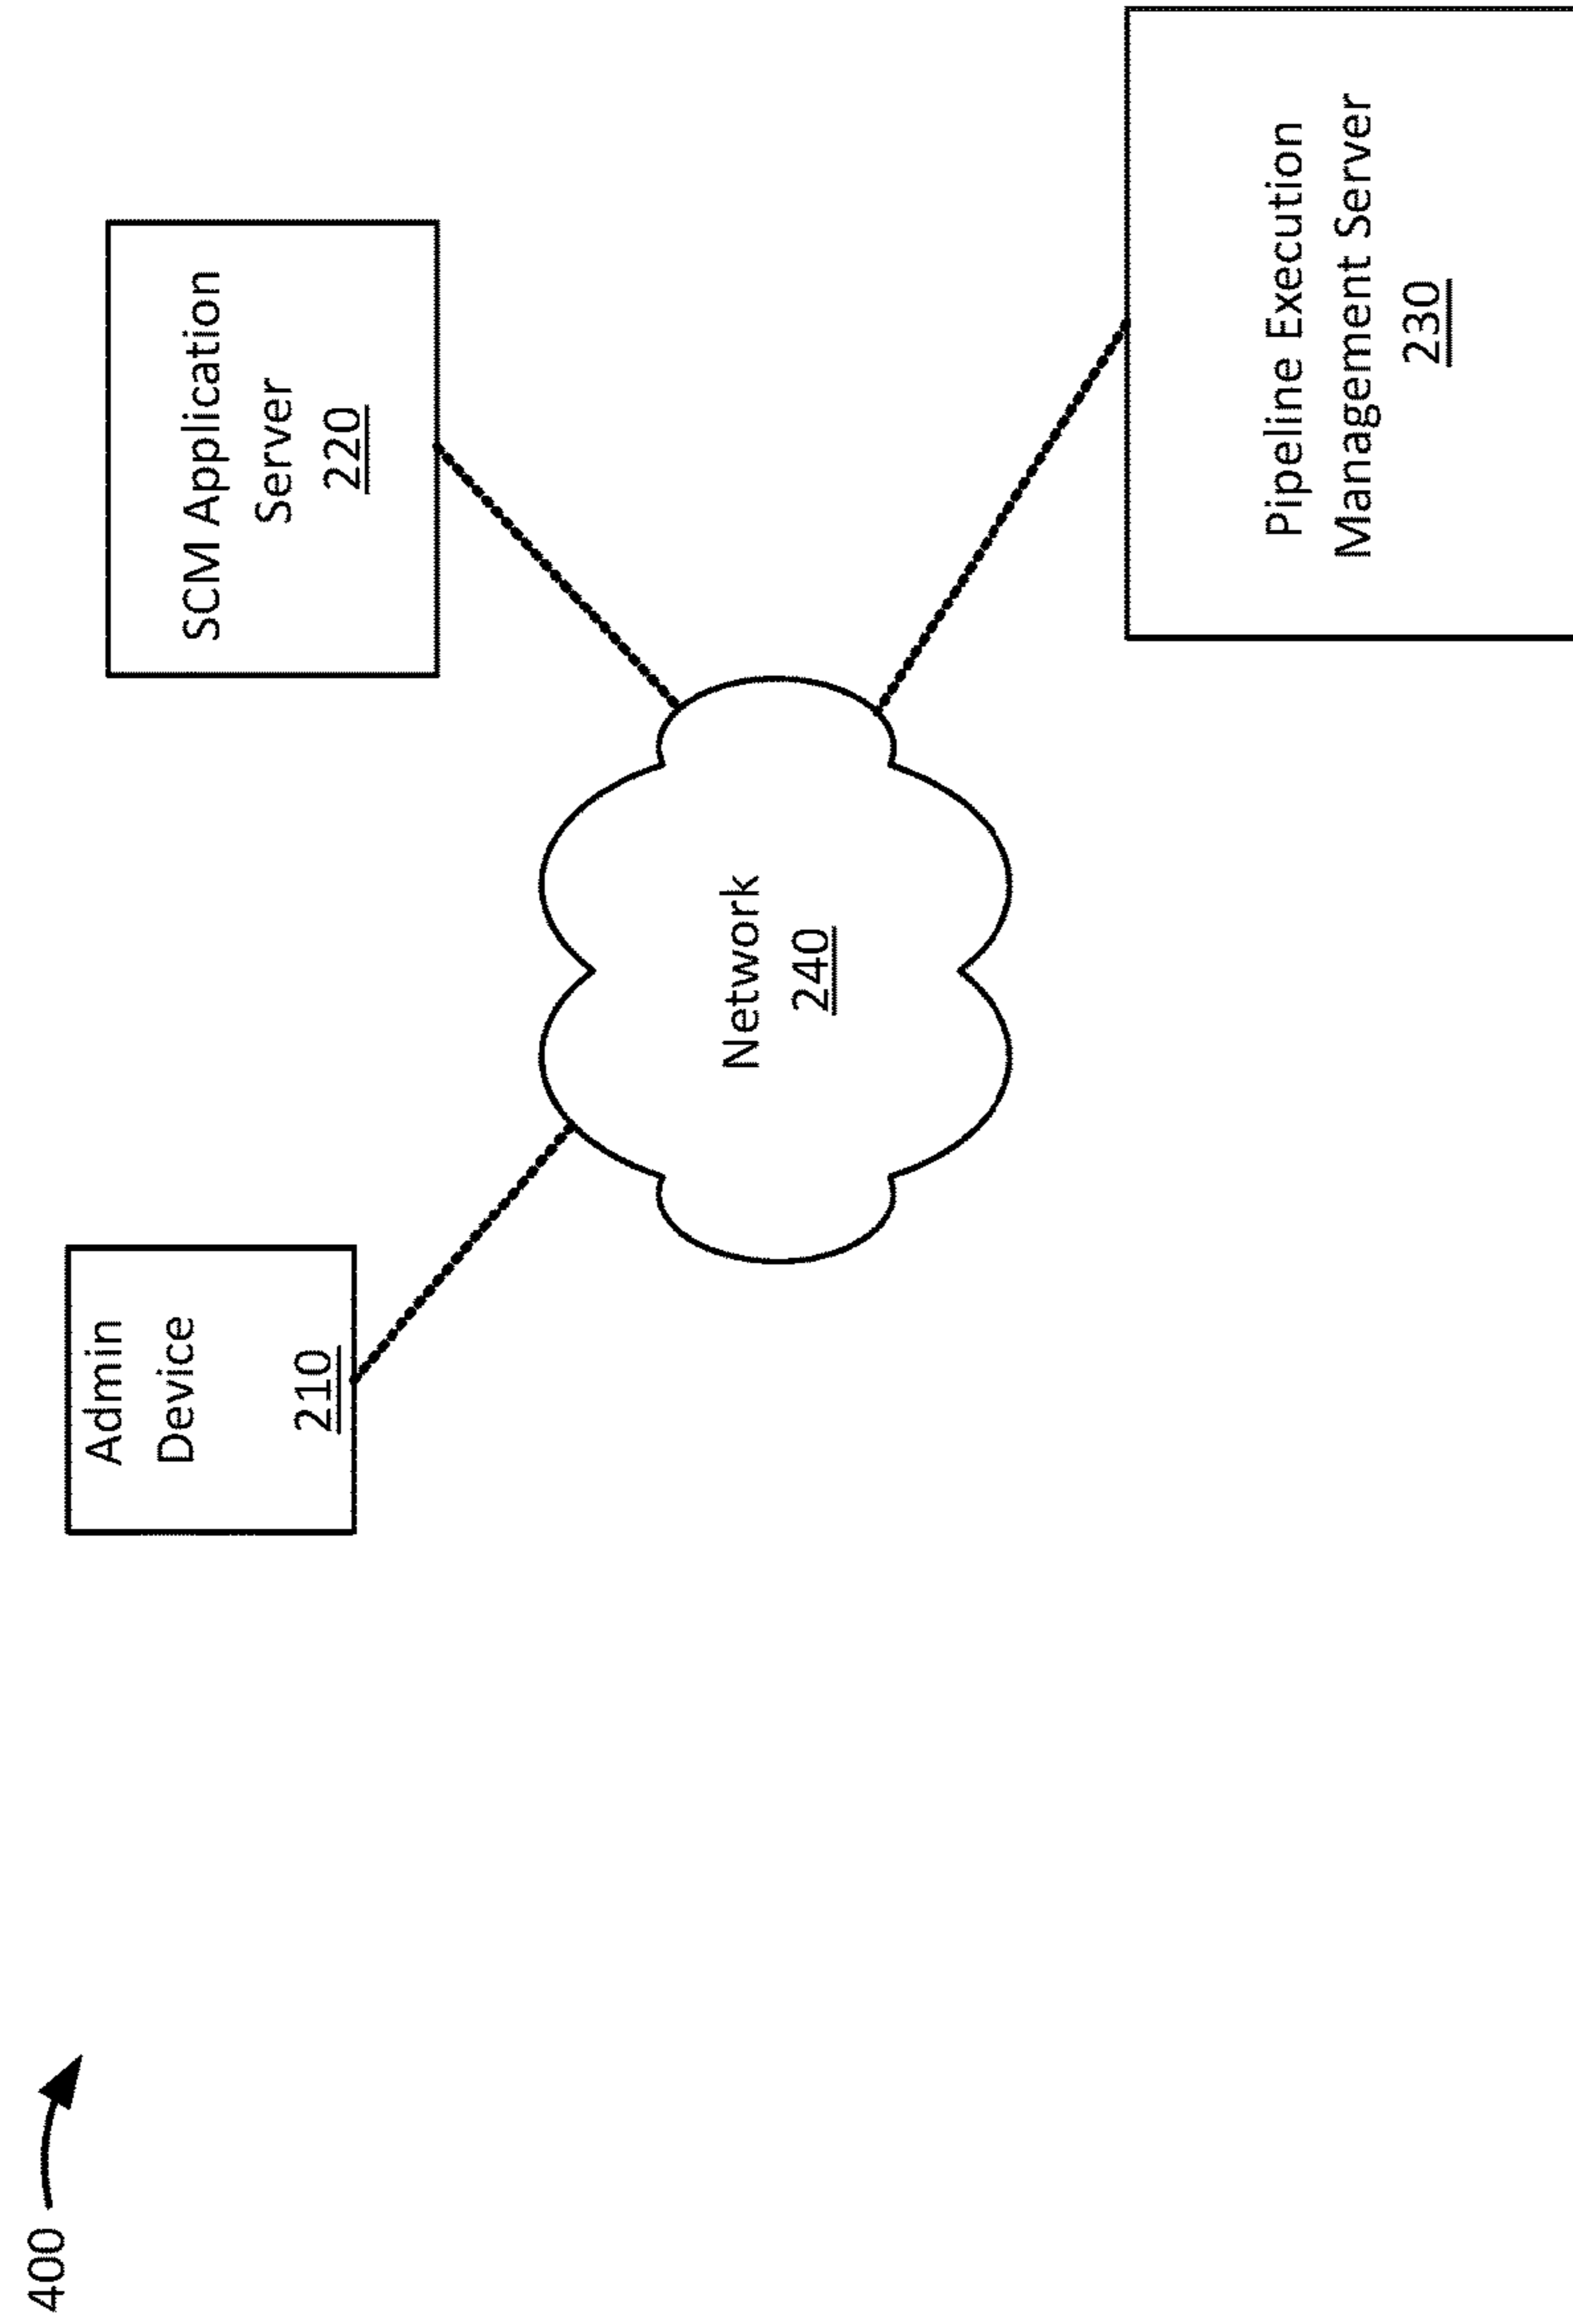 400
Admin
Device
210
SCM Application
Server
220
Network
240
Pipeline Execution
Management Server
230